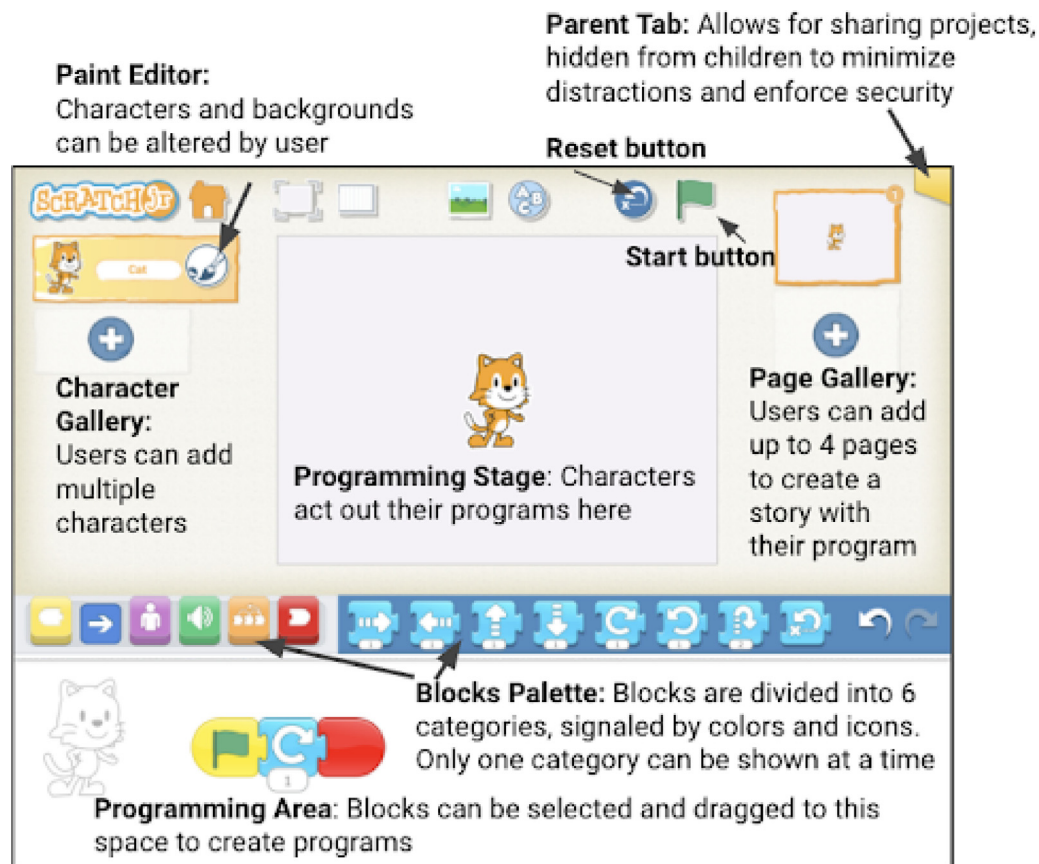 Parent Tab: Allows for sharing projects,
hidden from children to minimize
distractions and enforce security
Paint Editor:
Characters and backgrounds
can be altered by user
Reset button
SCRATCH Jr
A B C
Start button
1
Cat
Character
Gallery:
Users can add
multiple
characters
Programming Stage: Characters
act out their programs here
Page Gallery:
Users can add
up to 4 pages
to create a
story with
their program
Blocks Palette: Blocks are divided into 6
categories, signaled by colors and icons.
Only one category can be shown at a time
1
Programming Area: Blocks can be selected and dragged to this
space to create programs